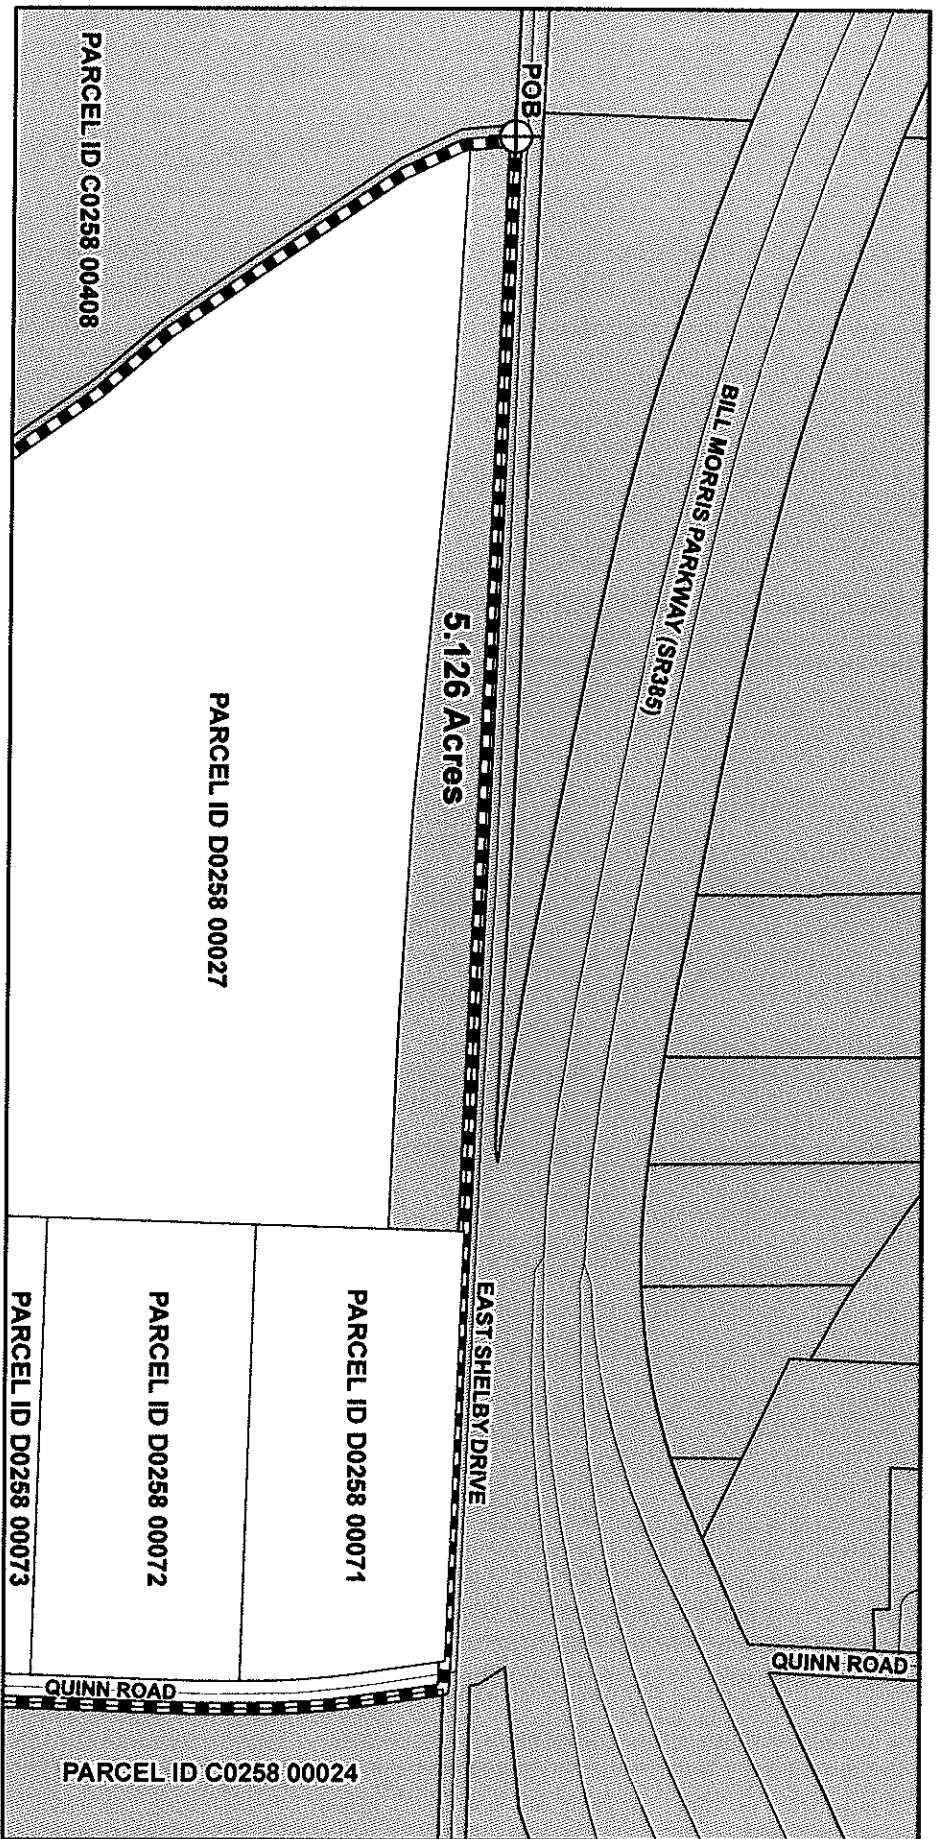 POB
PARCEL ID C0258 00408
BILL MORRIS PARKWAY (SR385)
5.126 Acres
PARCEL ID D0258 00027
EAST SHELBY DRIVE
PARCEL ID D0258 00071
PARCEL ID D0258 00072
PARCEL ID D0258 00073
QUINN ROAD
QUINN ROAD
PARCEL ID C0258 00024